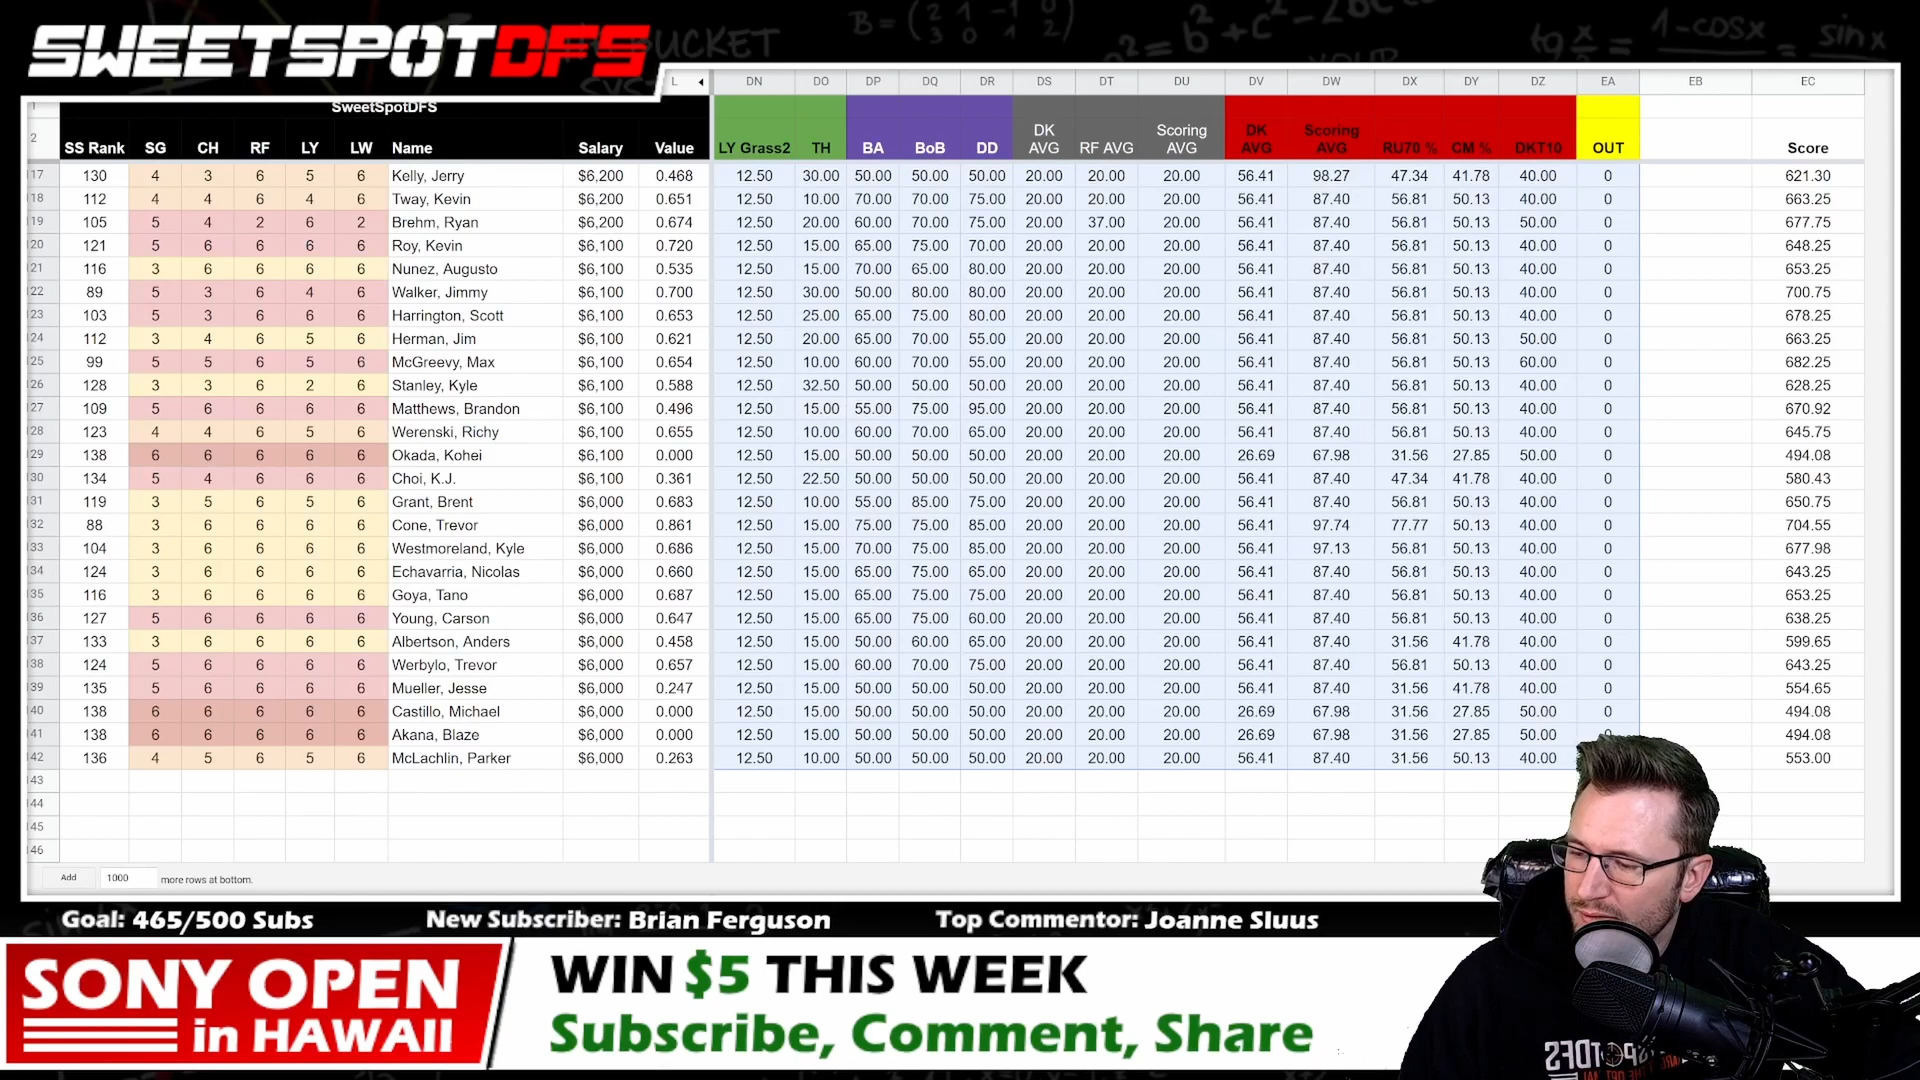 SWEETSPOTDFS
BUCKET
L DN DO DP DQ DR DS DT DU DV DW DX DY DZ EA EB EC
SweetSpotDFS
2 SS Rank SG CH RF LY LW Name Salary Value LY Grass2 TH BA BoB DD DK AVG RF AVG Scoring AVG DK AVG Scoring AVG RU70 % CM % DKT10 OUT Score
117 130 4 3 6 5 6 Kelly, Jerry $6,200 0.468 12.50 30.00 50.00 50.00 50.00 20.00 20.00 20.00 56.41 98.27 47.34 41.78 40.00 0 621.30
118 112 4 4 6 4 6 Tway, Kevin $6,200 0.651 12.50 10.00 70.00 70.00 75.00 20.00 20.00 20.00 56.41 87.40 56.81 50.13 40.00 0 663.25
119 105 5 4 2 6 2 Brehm, Ryan $6,200 0.674 12.50 20.00 60.00 70.00 75.00 20.00 37.00 20.00 56.41 87.40 56.81 50.13 50.00 0 677.75
120 121 5 6 6 6 6 Roy, Kevin $6,100 0.720 12.50 15.00 65.00 75.00 70.00 20.00 20.00 20.00 56.41 87.40 56.81 50.13 40.00 0 648.25
121 116 3 6 6 6 6 Nunez, Augusto $6,100 0.535 12.50 15.00 70.00 65.00 80.00 20.00 20.00 20.00 56.41 87.40 56.81 50.13 40.00 0 653.25
122 89 5 3 6 4 6 Walker, Jimmy $6,100 0.700 12.50 30.00 50.00 80.00 80.00 20.00 20.00 20.00 56.41 87.40 56.81 50.13 40.00 0 700.75
123 103 5 3 6 6 6 Harrington, Scott $6,100 0.653 12.50 25.00 65.00 75.00 80.00 20.00 20.00 20.00 56.41 87.40 56.81 50.13 40.00 0 678.25
124 112 3 4 6 5 6 Herman, Jim $6,100 0.621 12.50 20.00 65.00 70.00 55.00 20.00 20.00 20.00 56.41 87.40 56.81 50.13 50.00 0 663.25
125 99 5 5 6 5 6 McGreevy, Max $6,100 0.654 12.50 10.00 60.00 70.00 55.00 20.00 20.00 20.00 56.41 87.40 56.81 50.13 60.00 0 682.25
126 128 3 3 6 2 6 Stanley, Kyle $6,100 0.588 12.50 32.50 50.00 50.00 50.00 20.00 20.00 20.00 56.41 87.40 56.81 50.13 40.00 0 628.25
127 109 5 6 6 6 6 Matthews, Brandon $6,100 0.496 12.50 15.00 55.00 75.00 95.00 20.00 20.00 20.00 56.41 87.40 56.81 50.13 40.00 0 670.92
128 123 4 4 6 5 6 Werenski, Richy $6,100 0.655 12.50 10.00 60.00 70.00 65.00 20.00 20.00 20.00 56.41 87.40 56.81 50.13 40.00 0 645.75
129 138 6 6 6 6 6 Okada, Kohei $6,100 0.000 12.50 15.00 50.00 50.00 50.00 20.00 20.00 20.00 26.69 67.98 31.56 27.85 50.00 0 494.08
130 134 5 4 6 6 6 Choi, K.J. $6,100 0.361 12.50 22.50 50.00 50.00 50.00 20.00 20.00 20.00 56.41 87.40 47.34 41.78 40.00 0 580.43
131 119 3 5 6 5 6 Grant, Brent $6,000 0.683 12.50 10.00 55.00 85.00 75.00 20.00 20.00 20.00 56.41 87.40 56.81 50.13 40.00 0 650.75
132 88 3 6 6 6 6 Cone, Trevor $6,000 0.861 12.50 15.00 75.00 75.00 85.00 20.00 20.00 20.00 56.41 97.74 77.77 50.13 40.00 0 704.55
133 104 3 6 6 6 6 Westmoreland, Kyle $6,000 0.686 12.50 15.00 70.00 75.00 85.00 20.00 20.00 20.00 56.41 97.13 56.81 50.13 40.00 0 677.98
134 124 3 6 6 6 6 Echavarria, Nicolas $6,000 0.660 12.50 15.00 65.00 75.00 65.00 20.00 20.00 20.00 56.41 87.40 56.81 50.13 40.00 0 643.25
135 116 3 6 6 6 6 Goya, Tano $6,000 0.687 12.50 15.00 65.00 75.00 75.00 20.00 20.00 20.00 56.41 87.40 56.81 50.13 40.00 0 653.25
136 127 5 6 6 6 6 Young, Carson $6,000 0.647 12.50 15.00 65.00 75.00 60.00 20.00 20.00 20.00 56.41 87.40 56.81 50.13 40.00 0 638.25
137 133 3 6 6 6 6 Albertson, Anders $6,000 0.458 12.50 15.00 50.00 60.00 65.00 20.00 20.00 20.00 56.41 87.40 31.56 41.78 40.00 0 599.65
138 124 5 6 6 6 6 Werbylo, Trevor $6,000 0.657 12.50 15.00 60.00 70.00 75.00 20.00 20.00 20.00 56.41 87.40 56.81 50.13 40.00 0 643.25
139 135 5 6 6 6 6 Mueller, Jesse $6,000 0.247 12.50 15.00 50.00 50.00 50.00 20.00 20.00 20.00 56.41 87.40 31.56 41.78 40.00 0 554.65
140 138 6 6 6 6 6 Castillo, Michael $6,000 0.000 12.50 15.00 50.00 50.00 50.00 20.00 20.00 20.00 26.69 67.98 31.56 27.85 50.00 0 494.08
141 138 6 6 6 6 6 Akana, Blaze $6,000 0.000 12.50 15.00 50.00 50.00 50.00 20.00 20.00 20.00 26.69 67.98 31.56 27.85 50.00 494.08
142 136 4 5 6 5 6 McLachlin, Parker $6,000 0.263 12.50 10.00 50.00 50.00 50.00 20.00 20.00 20.00 56.41 87.40 31.56 50.13 40.00 553.00
143
144
145
146
Add 1000 more rows at bottom.
Goal: 465/500 Subs New Subscriber: Brian Ferguson Top Commentor: Joanne Sluus
SONY OPEN
in HAWAII
WIN $5 THIS WEEK
Subscribe, Comment, Share